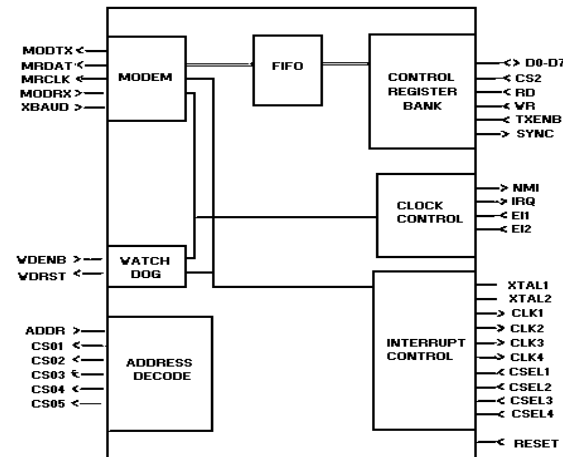 MODTX
MRDAT
MRCLK
MODRX
XBAUD
MODEM
FIFO
CONTROL
REGISTER
BANK
D0-D7
CS2
RD
WR
TXENB
SYNC
CLOCK
CONTROL
NMI
IRQ
EI1
EI2
WDENB
WDRST
WATCH
DOG
ADDR
CS01
CS02
CS03
CS04
CS05
ADDRESS
DECODE
INTERRUPT
CONTROL
XTAL1
XTAL2
CLK1
CLK2
CLK3
CLK4
CSEL1
CSEL2
CSEL3
CSEL4
RESET